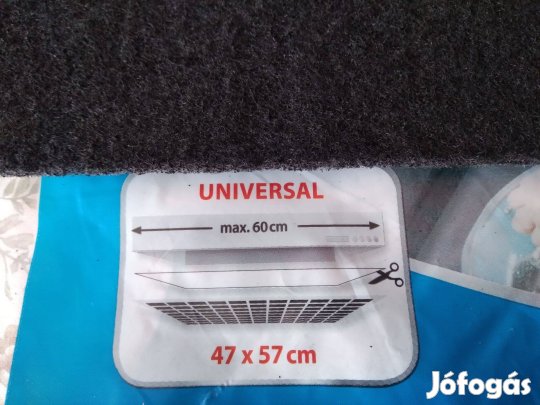 UNIVERSAL
max. 60 cm
47 x 57 cm
Jófogás